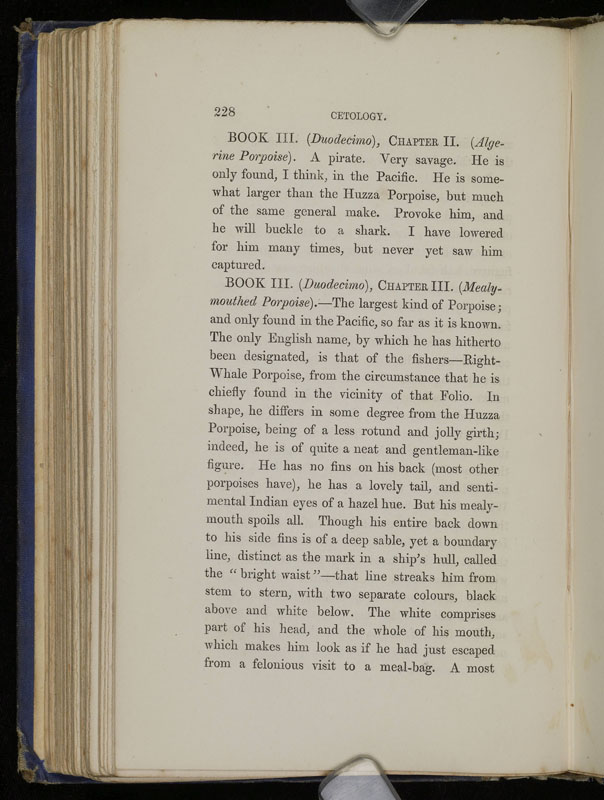 228
CETOLOGY.
BOOK III. (Duodecimo), CHAPTER II. (Alge-
rine Porpoise). A pirate. Very savage. He is
only found, I think, in the Pacific. He is some-
what larger than the Huzza Porpoise, but much
of the same general make. Provoke him, and
he will buckle to a shark. I have lowered
for him many times, but never yet saw him
captured.
BOOK III. (Duodecimo), CHAPTER III. (Mealy-
mouthed Porpoise).—The largest kind of Porpoise;
and only found in the Pacific, so far as it is known.
The only English name, by which he has hitherto
been designated, is that of the fishers—Right-
Whale Porpoise, from the circumstance that he is
chiefly found in the vicinity of that Folio. In
shape, he differs in some degree from the Huzza
Porpoise, being of a less rotund and jolly girth;
indeed, he is of quite a neat and gentleman-like
figure. He has no fins on his back (most other
porpoises have), he has a lovely tail, and senti-
mental Indian eyes of a hazel hue. But his mealy-
mouth spoils all. Though his entire back down
to his side fins is of a deep sable, yet a boundary
line, distinct as the mark in a ship's hull, called
the "bright waist"—that line streaks him from
stem to stern, with two separate colours, black
above and white below. The white comprises
part of his head, and the whole of his mouth,
which makes him look as if he had just escaped
from a felonious visit to a meal-bag. A most